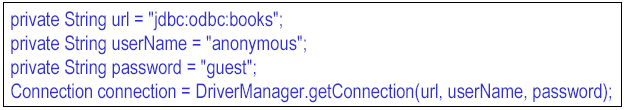 private String url = "jdbc:odbc:books";
private String userName = "anonymous";
private String password = "guest";
Connection connection = DriverManager.getConnection(url, userName, password);